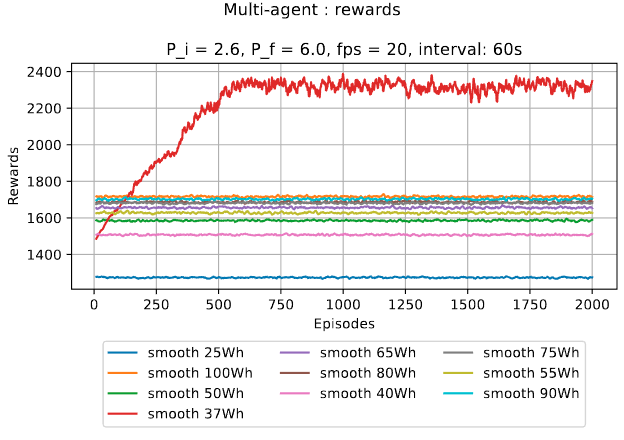 Multi-agent : rewards
P_i = 2.6, P_f = 6.0, fps = 20, interval: 60s
2400
2200
2000
1800
1600
1400
Rewards
0 250 500 750 1000 1250 1500 1750 2000
Episodes
smooth 25Wh smooth 65Wh smooth 75Wh
smooth 100Wh smooth 80Wh smooth 55Wh
smooth 50Wh smooth 40Wh smooth 90Wh
smooth 37Wh